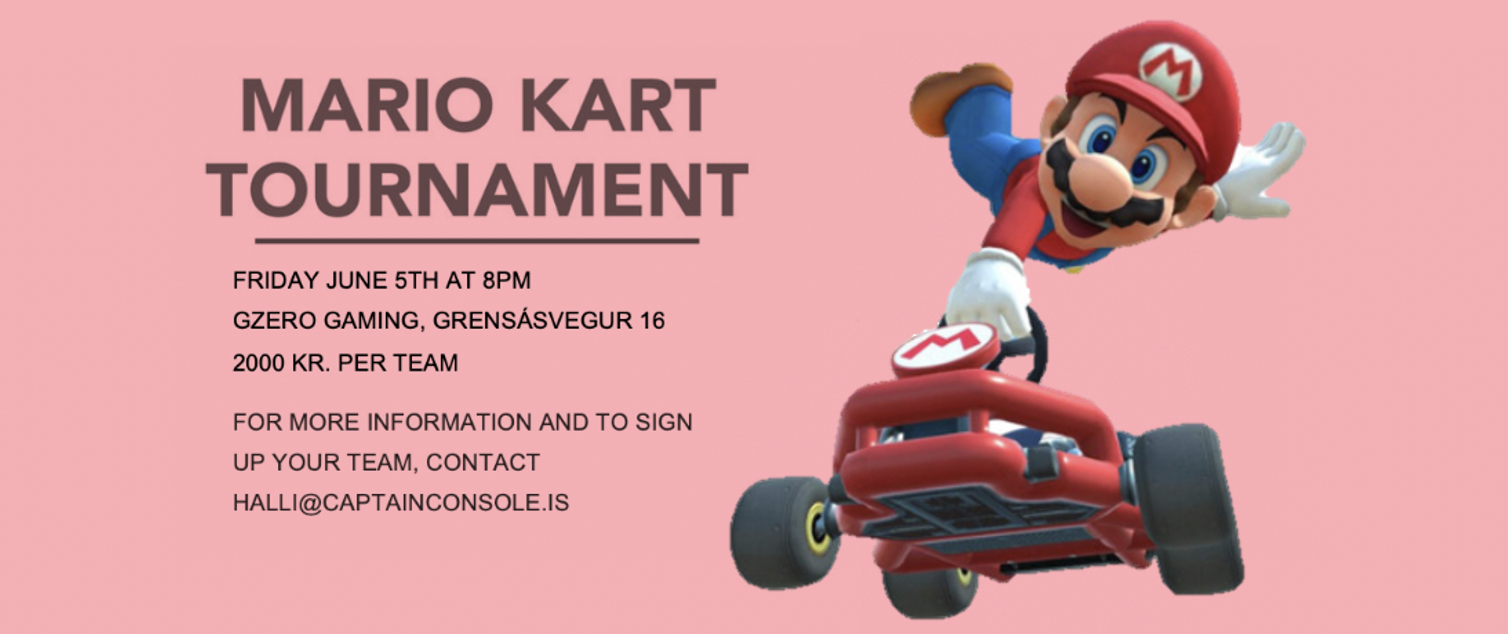 MARIO KART
TOURNAMENT
FRIDAY JUNE 5TH AT 8PM
GZERO GAMING, GRENSÁSVEGUR 16
2000 KR. PER TEAM
FOR MORE INFORMATION AND TO SIGN
UP YOUR TEAM, CONTACT
HALLI@CAPTAINCONSOLE.IS
M
M